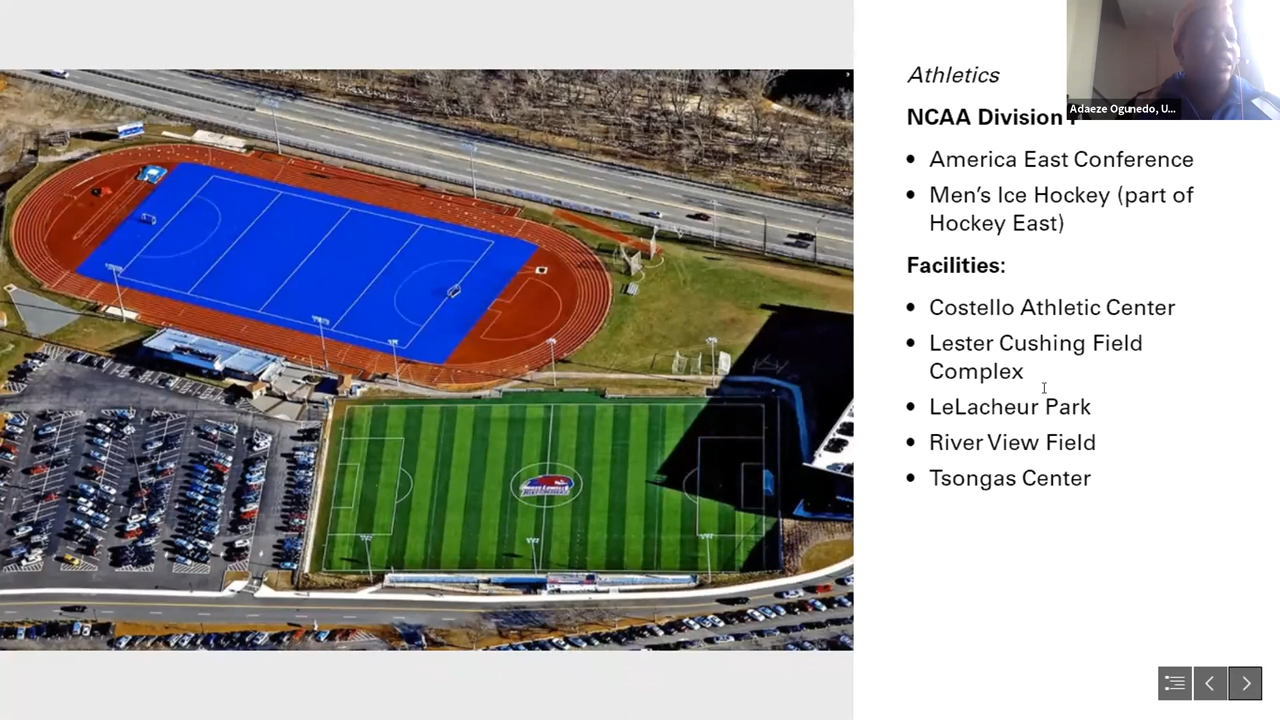 Athletics
Adaeze Ogunedo, U...
NCAA Division
• America East Conference
• Men’s Ice Hockey (part of
Hockey East)
Facilities:
• Costello Athletic Center
• Lester Cushing Field
Complex
• LeLacheur Park
• River View Field
• Tsongas Center